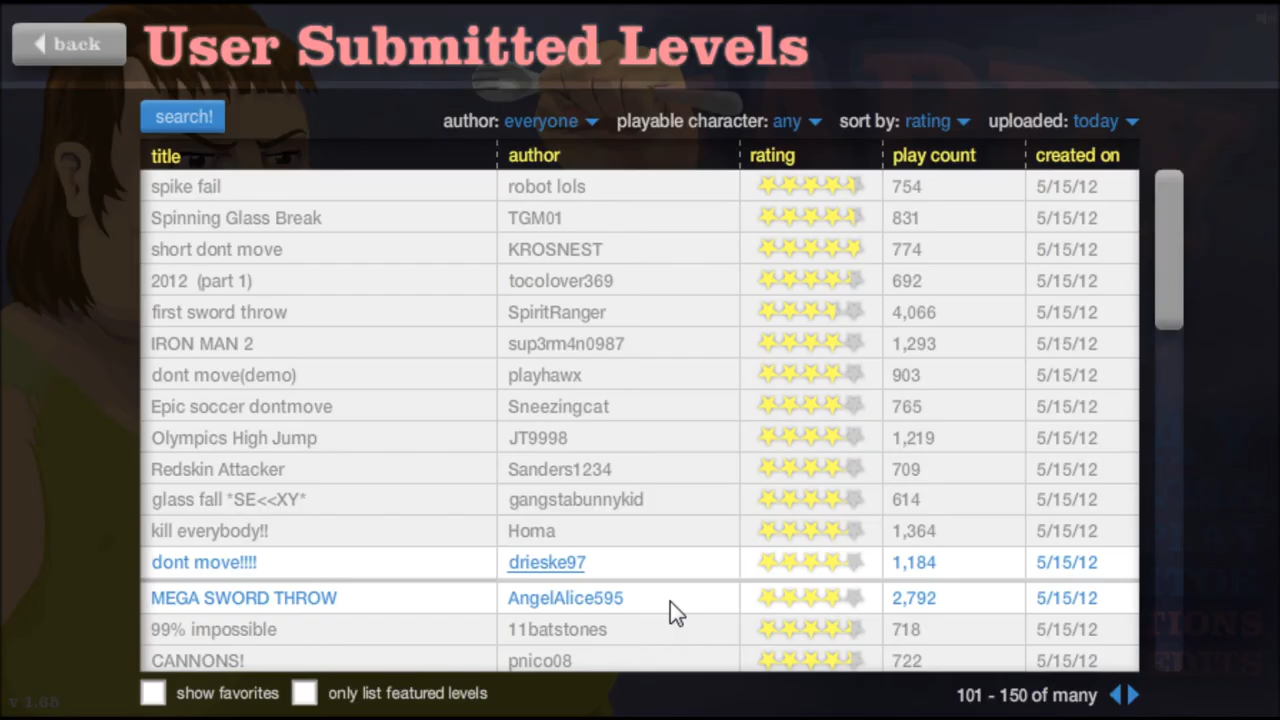 back
User Submitted Levels
search!
author: everyone playable character: any sort by: rating uploaded: today
title author rating play count created on
spike fail robot lols 754 5/15/12
Spinning Glass Break TGM01 831 5/15/12
short dont move KROSNEST 774 5/15/12
2012 (part 1) tocolover369 692 5/15/12
first sword throw SpiritRanger 4,066 5/15/12
IRON MAN 2 sup3rm4n0987 1,293 5/15/12
dont move(demo) playhawx 903 5/15/12
Epic soccer dontmove Sneezingcat 765 5/15/12
Olympics High Jump JT9998 1,219 5/15/12
Redskin Attacker Sanders1234 709 5/15/12
glass fall *SE<<XY* gangstabunnykid 614 5/15/12
kill everybody!! Homa 1,364 5/15/12
dont move!!!! drieske97 1,184 5/15/12
MEGA SWORD THROW AngelAlice595 2,792 5/15/12
99% impossible 11batstones 718 5/15/12
CANNONS! pnico08 722 5/15/12
show favorites only list featured levels 101 - 150 of many